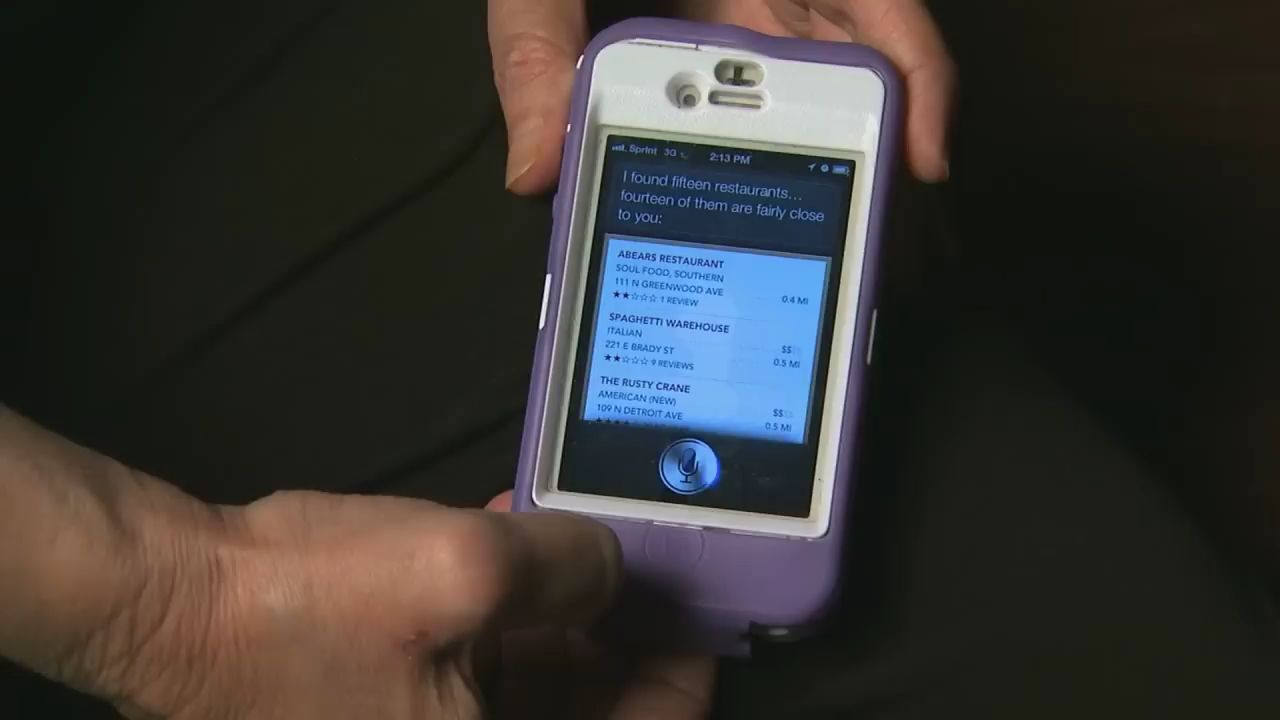 Sprint 3G 2:13 PM
I found fifteen restaurants...
fourteen of them are fairly close
to you:
ABEARS RESTAURANT
SOUL FOOD, SOUTHERN
111 N GREENWOOD AVE 0.4 MI
★★☆☆☆ 1 REVIEW
SPAGHETTI WAREHOUSE
ITALIAN $$
221 E BRADY ST 0.5 MI
★★☆☆☆ 9 REVIEWS
THE RUSTY CRANE
AMERICAN (NEW) $$
109 N DETROIT AVE 0.5 MI